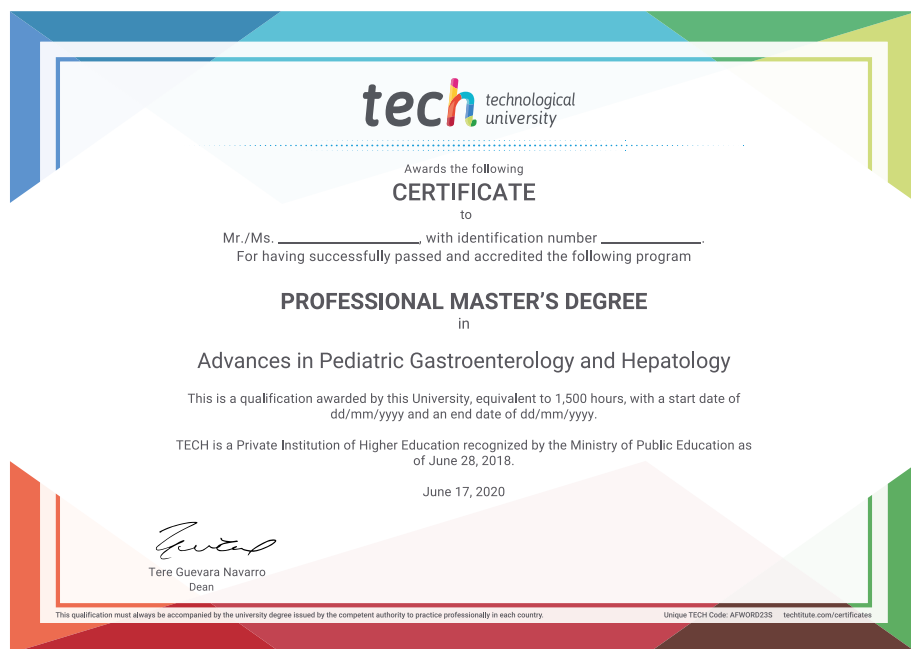 tech technological
university
Awards the following
CERTIFICATE
to
Mr./Ms. ____________________, with identification number ______________.
For having successfully passed and accredited the following program
PROFESSIONAL MASTER'S DEGREE
in
Advances in Pediatric Gastroenterology and Hepatology
This is a qualification awarded by this University, equivalent to 1,500 hours, with a start date of
dd/mm/yyyy and an end date of dd/mm/yyyy.
TECH is a Private Institution of Higher Education recognized by the Ministry of Public Education as
of June 28, 2018.
June 17, 2020
Tere Guevara Navarro
Dean
This qualification must always be accompanied by the university degree issued by the competent authority to practice professionally in each country. Unique TECH Code: AFWORD23S techtitute.com/certificates